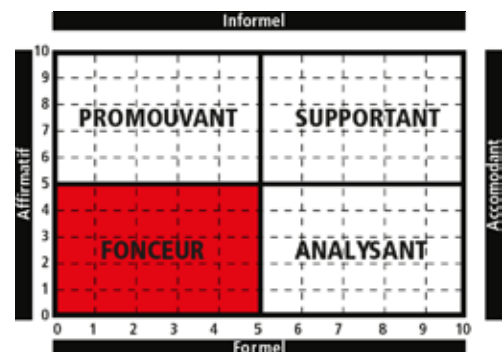 Informel
10
9
8
PROMOUVANT SUPPORTANT
7
6
Affirmatif
Accomodant
5
4
3
FONCEUR ANALYSANT
2
1
0
0 1 2 3 4 5 6 7 8 9 10
Formel